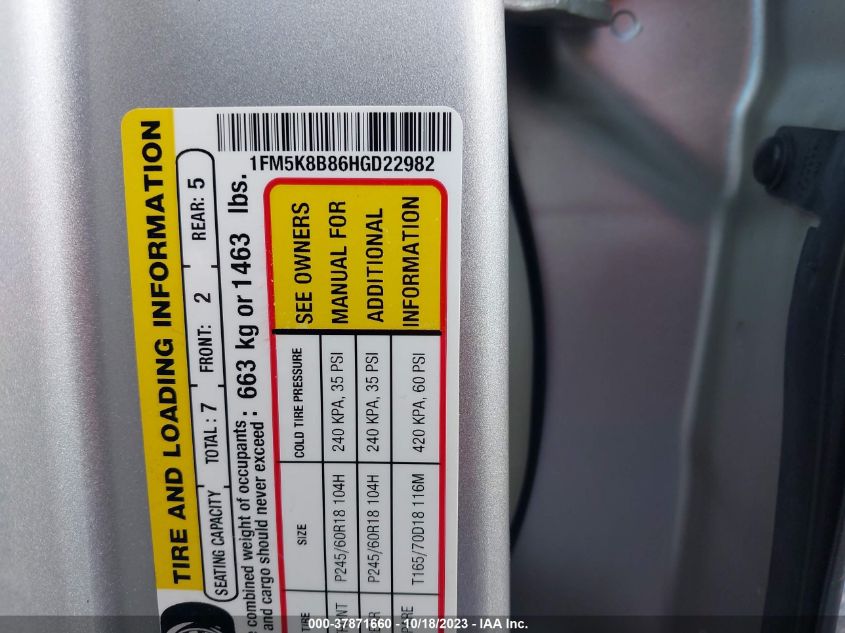 1FM5K8B86HGD22982
TIRE AND LOADING INFORMATION
SEATING CAPACITY TOTAL : 7 FRONT: 2 REAR: 5
combined weight of occupants : 663 kg or 1463 lbs.
and cargo should never exceed
SIZE COLD TIRE PRESSURE SEE OWNERS
P245/60R18 104H 240 KPA, 35 PSI MANUAL FOR
P245/60R18 104H 240 KPA, 35 PSI ADDITIONAL
T165/70D18 116M 420 KPA, 60 PSI INFORMATION
000-37871660 - 10/18/2023 - IAA Inc.